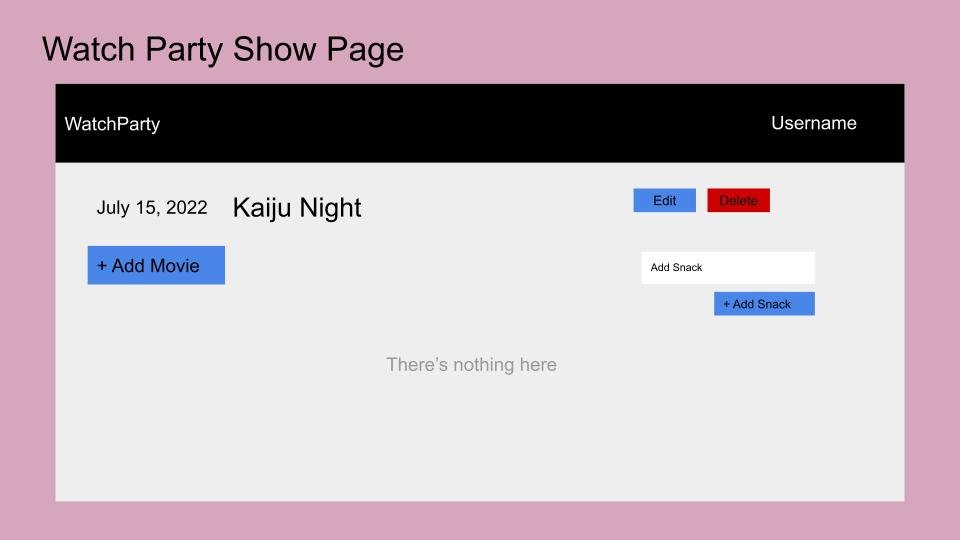 Watch Party Show Page
WatchParty
Username
July 15, 2022
Kaiju Night
Edit
Delete
+ Add Movie
Add Snack
+ Add Snack
There’s nothing here